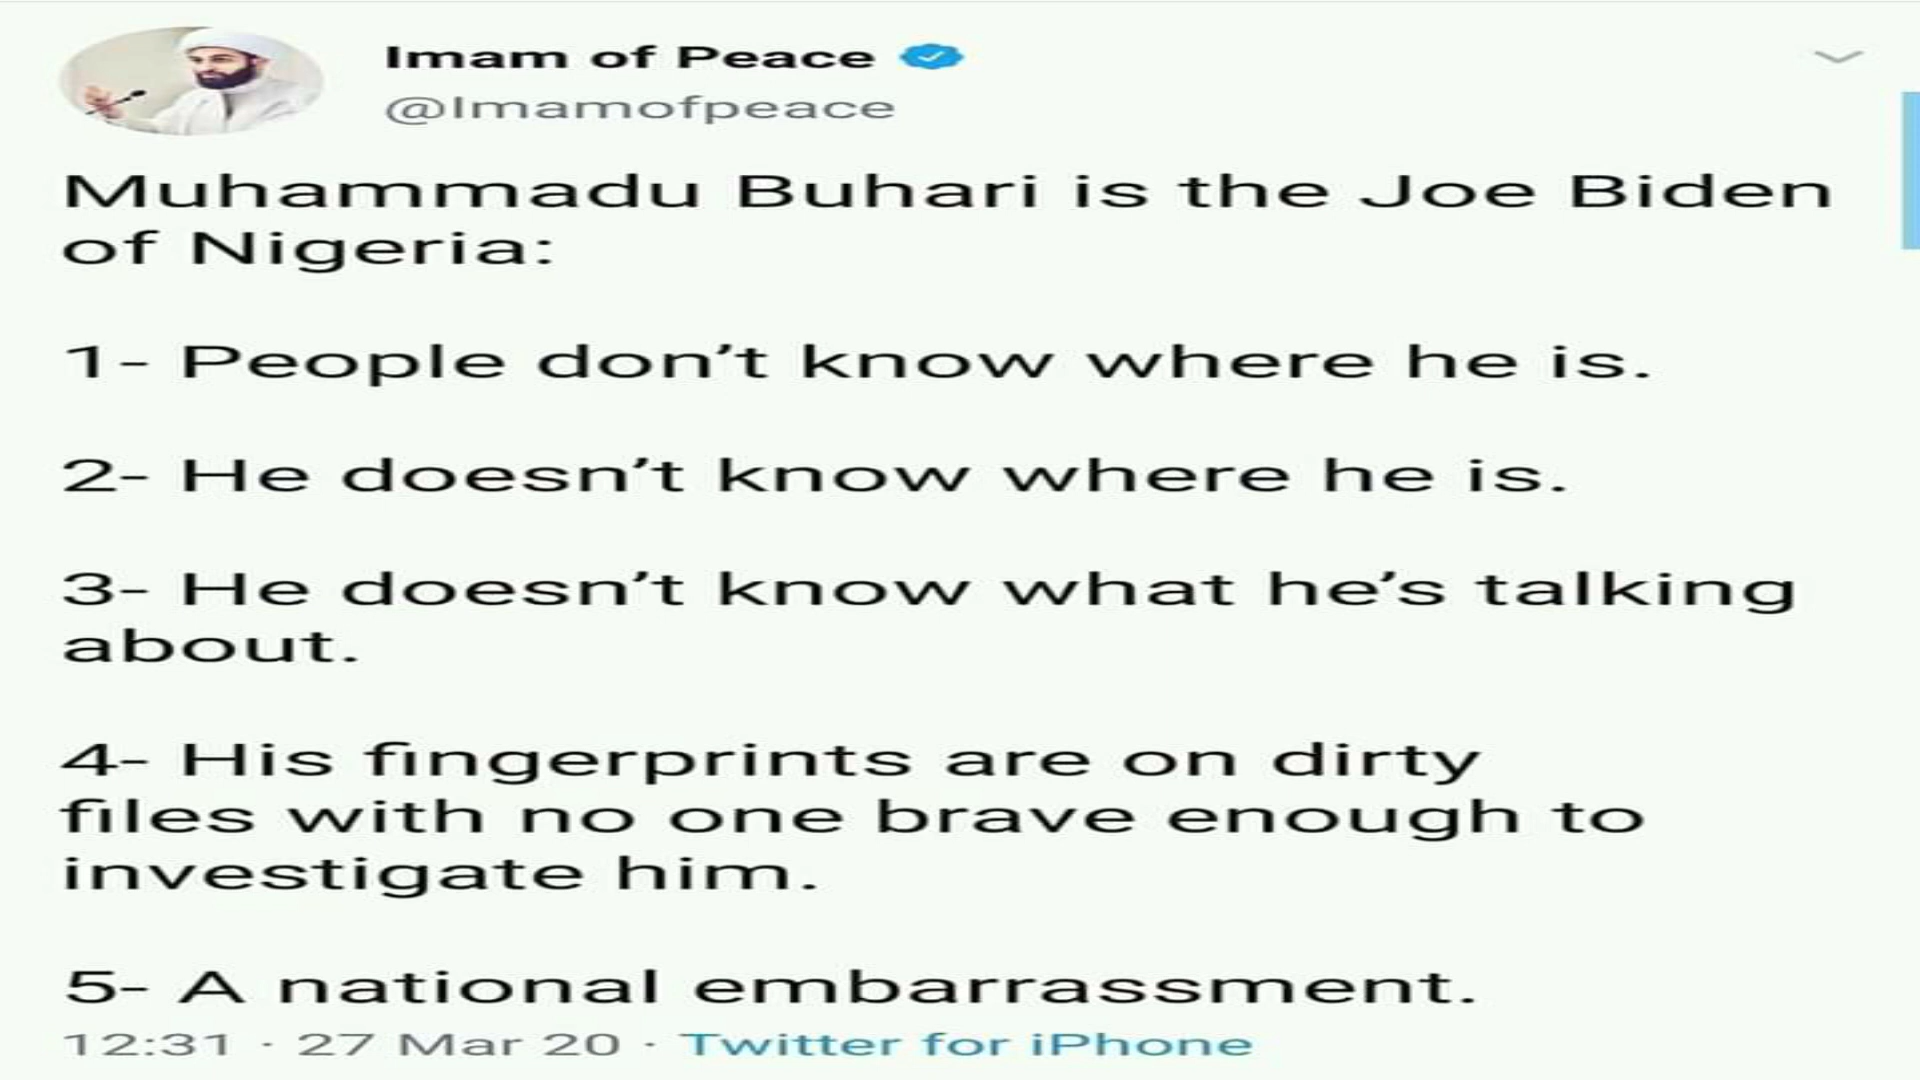 Imam of Peace
@Imamofpeace
Muhammadu Buhari is the Joe Biden
of Nigeria:
1- People don’t know where he is.
2- He doesn’t know where he is.
3- He doesn’t know what he’s talking
about.
4- His fingerprints are on dirty
files with no one brave enough to
investigate him.
5- A national embarrassment.
12:31 · 27 Mar 20 · Twitter for iPhone